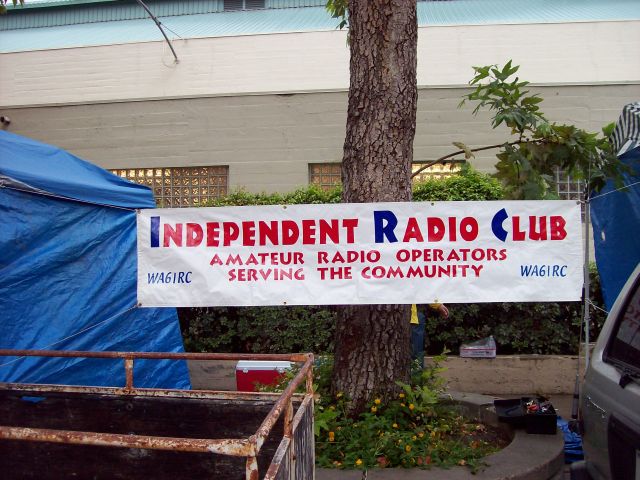 INDEPENDENT RADIO CLUB
AMATEUR RADIO OPERATORS
SERVING THE COMMUNITY
WA6IRC WA6IRC